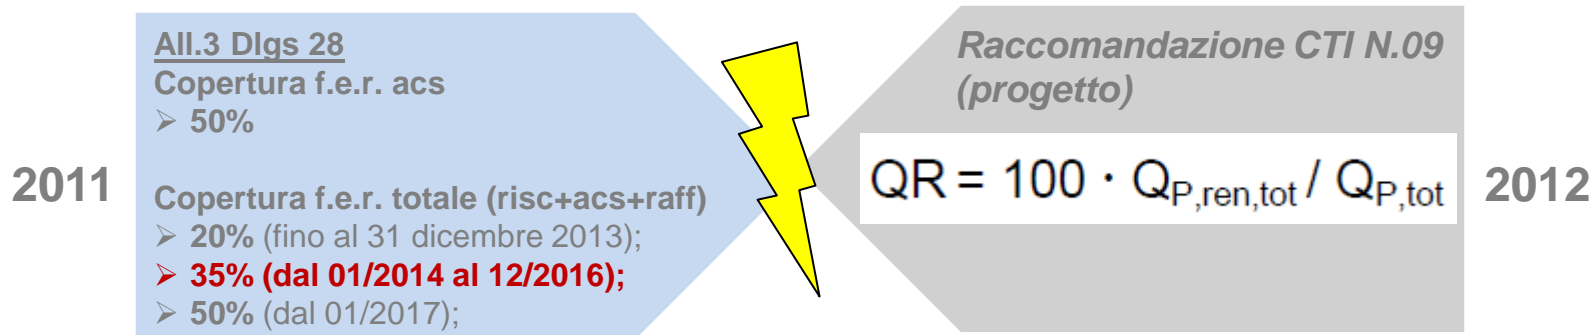 2011
All.3 Dlgs 28
Copertura f.e.r. acs
➢ 50%
Copertura f.e.r. totale (risc+acs+raff)
➢ 20% (fino al 31 dicembre 2013);
➢ 35% (dal 01/2014 al 12/2016);
➢ 50% (dal 01/2017);
Raccomandazione CTI N.09
(progetto)
QR = 100 · Q_P,ren,tot / Q_P,tot
2012